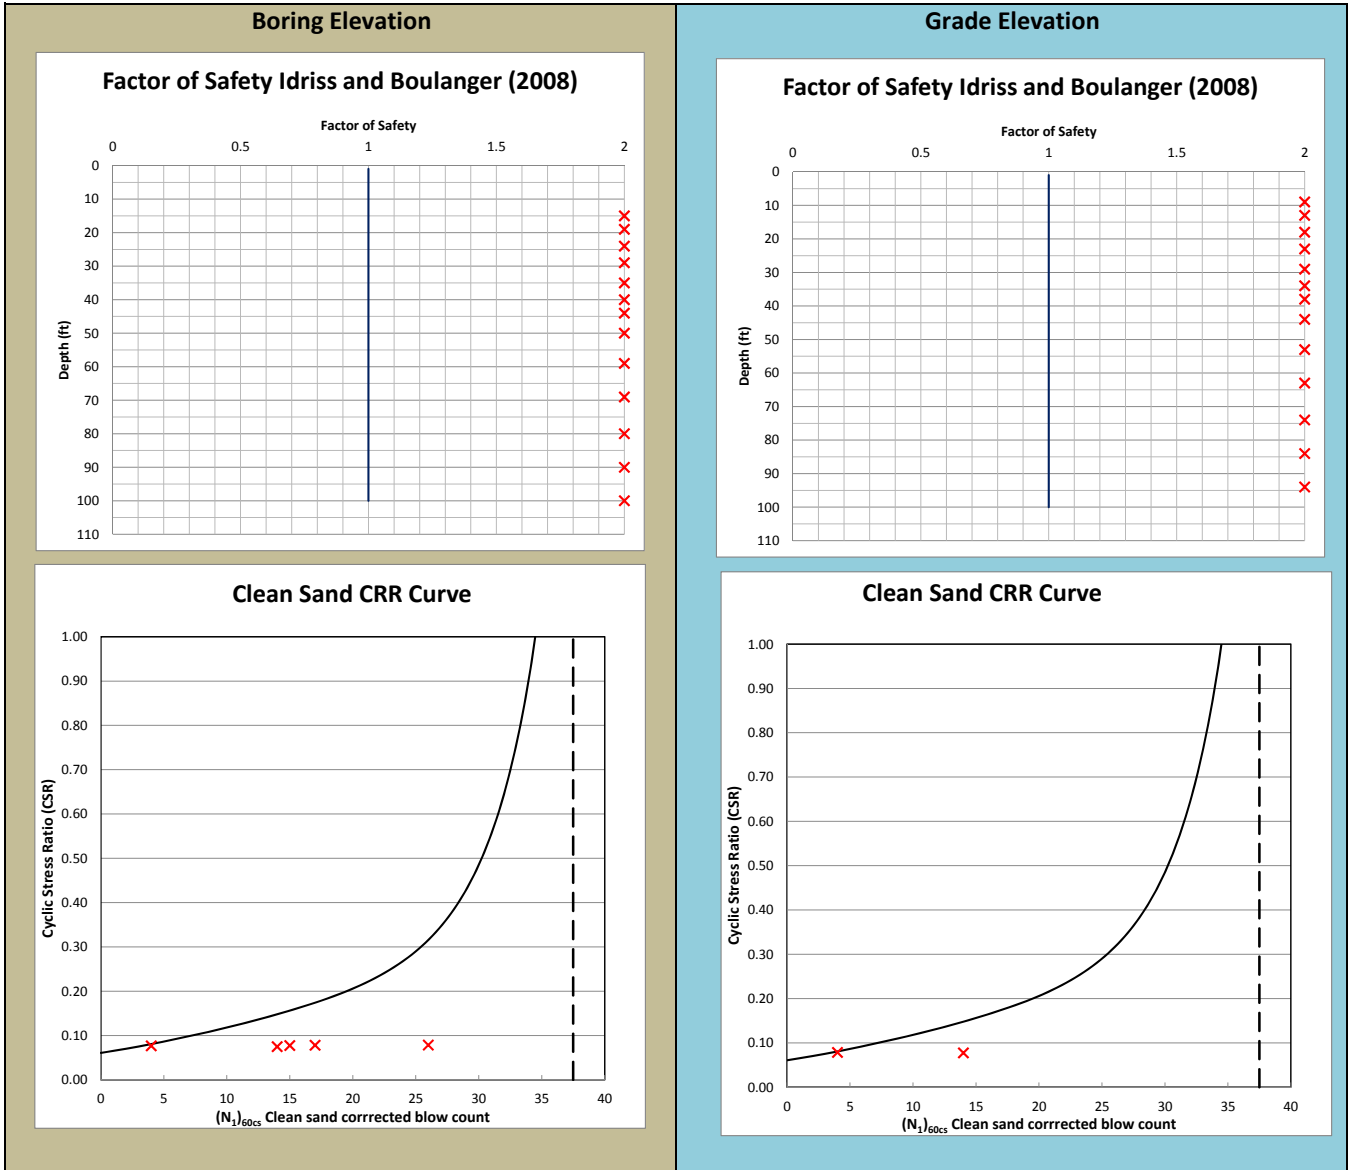 Boring Elevation
Factor of Safety Idriss and Boulanger (2008)
Factor of Safety
0 0.5 1 1.5 2
0
10
20
30
40
50
60
70
80
90
100
110
Depth (ft)
Clean Sand CRR Curve
1.00
0.90
0.80
0.70
0.60
0.50
0.40
0.30
0.20
0.10
0.00
Cyclic Stress Ratio (CSR)
0 5 10 15 20 25 30 35 40
(N1)60cs Clean sand corrrected blow count
Grade Elevation
Factor of Safety Idriss and Boulanger (2008)
Factor of Safety
0 0.5 1 1.5 2
0
10
20
30
40
50
60
70
80
90
100
110
Depth (ft)
Clean Sand CRR Curve
1.00
0.90
0.80
0.70
0.60
0.50
0.40
0.30
0.20
0.10
0.00
Cyclic Stress Ratio (CSR)
0 5 10 15 20 25 30 35 40
(N1)60cs Clean sand corrrected blow count